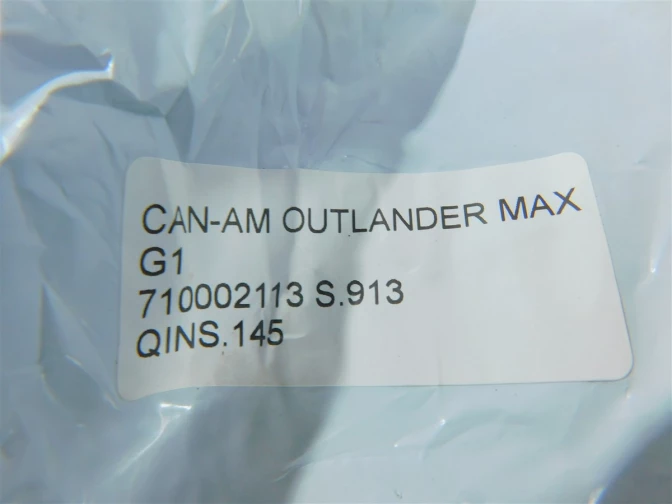 CAN-AM OUTLANDER MAX
G1
710002113 S.913
QINS.145